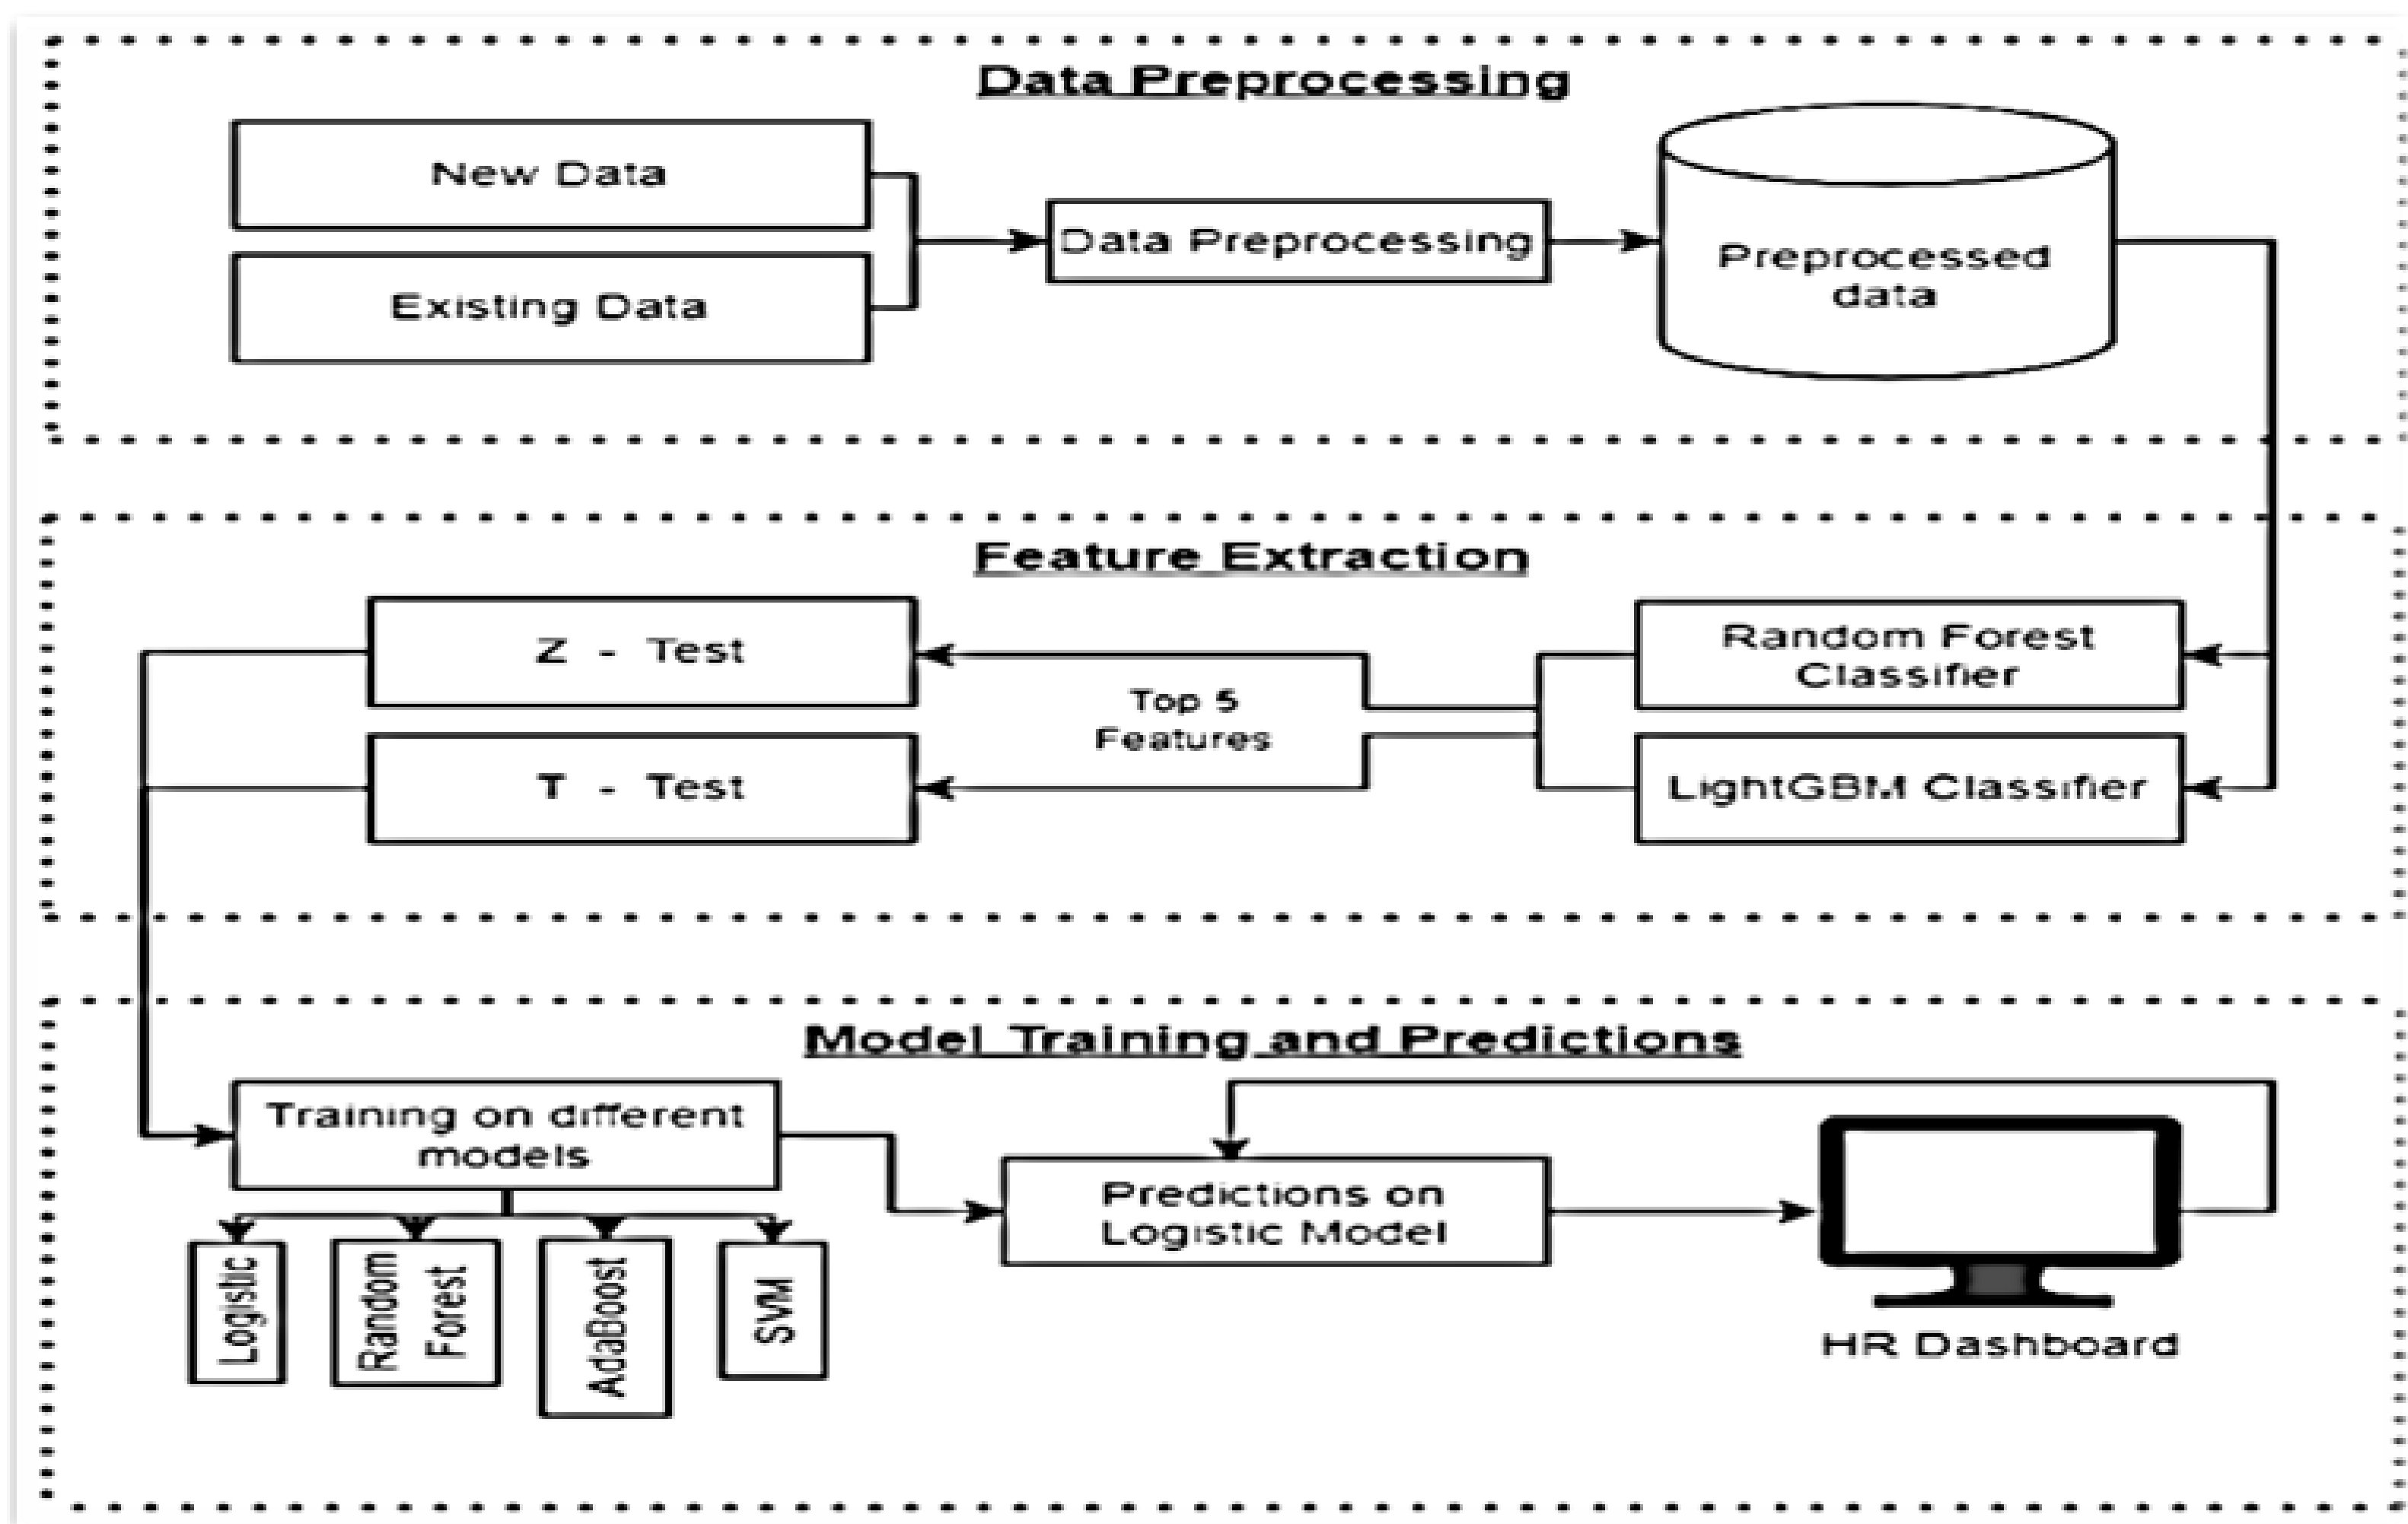 Data Preprocessing
New Data
Existing Data
Data Preprocessing
Preprocessed
data
Feature Extraction
Z - Test
T - Test
Top 5
Features
Random Forest
Classifier
LightGBM Classifier
Model Training and Predictions
Training on different
models
Logistic
Random
Forest
AdaBoost
SVM
Predictions on
Logistic Model
HR Dashboard